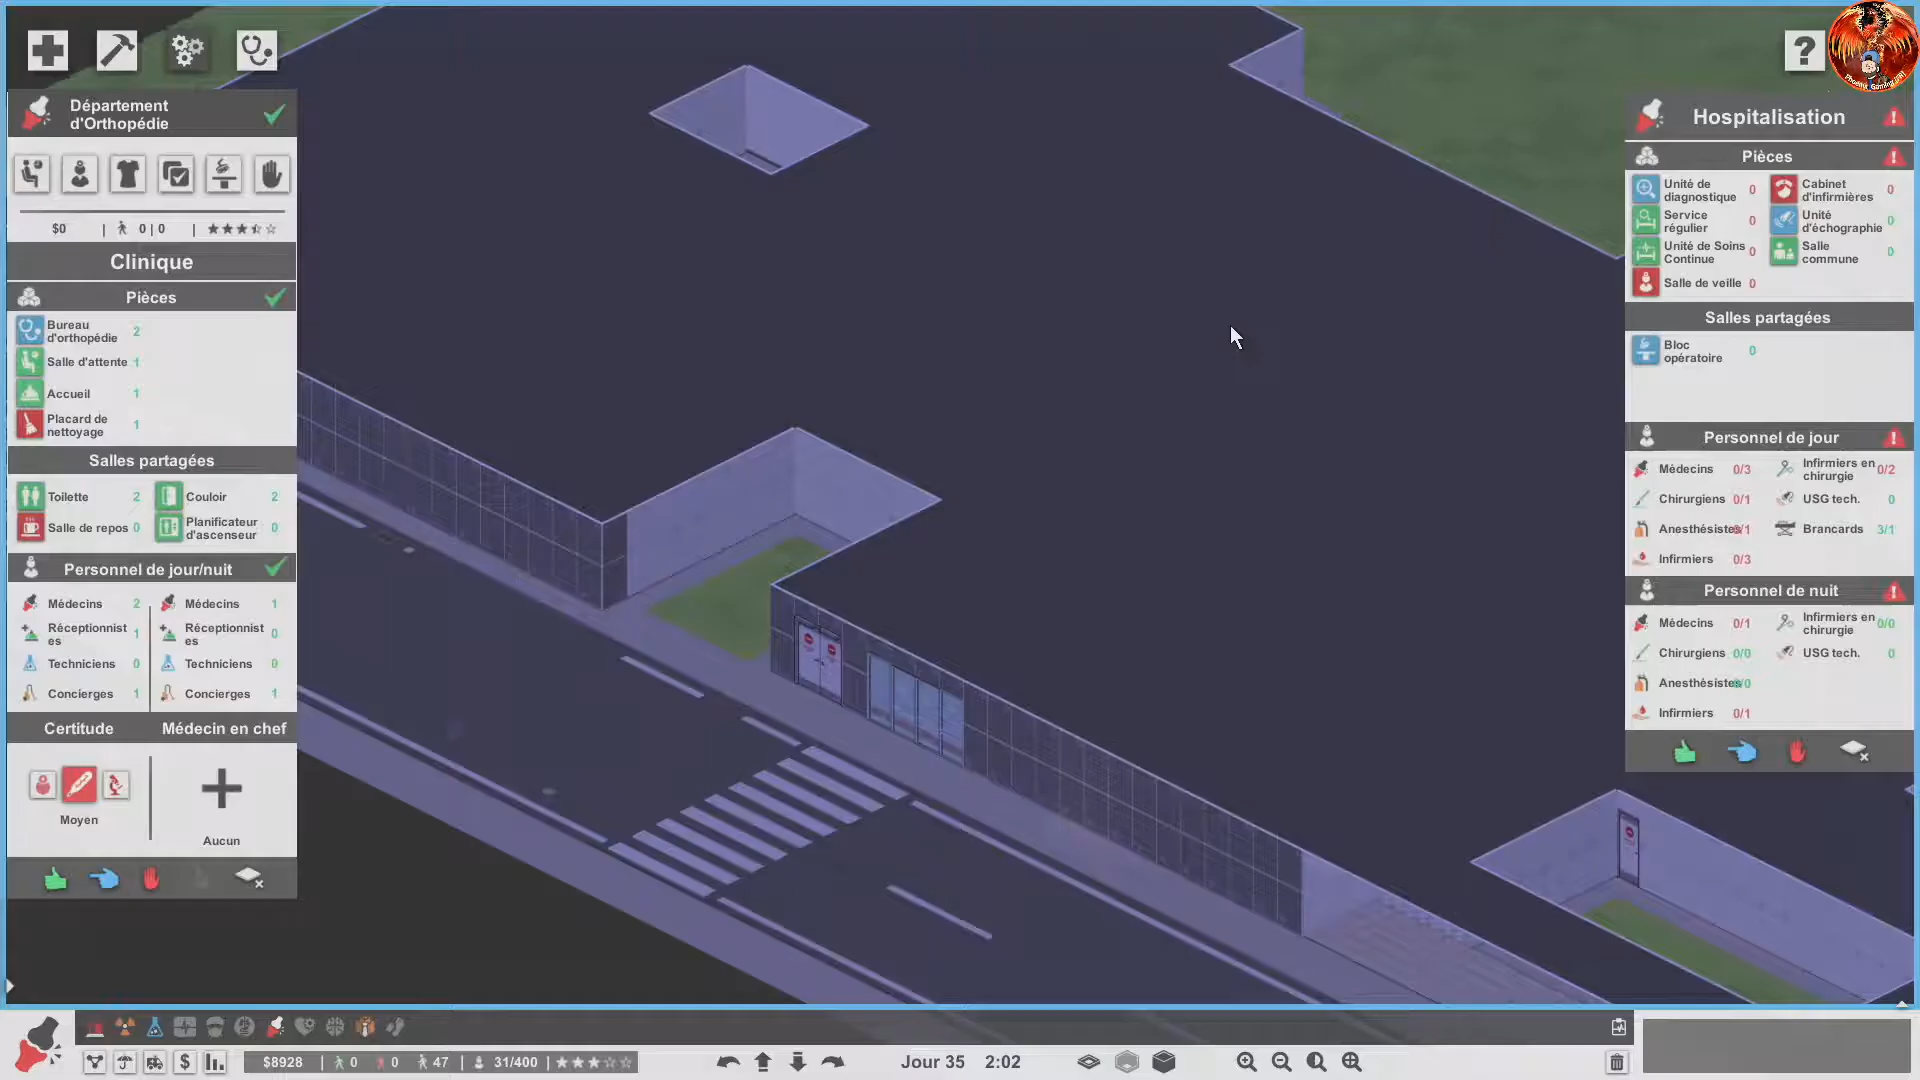 Département
d'Orthopédie
$0 | 0 | 0 |
Clinique
Pièces
Bureau
d'orthopédie 2
Salle d'attente 1
Accueil 1
Placard de
nettoyage 1
Salles partagées
Toilette 2
Couloir 2
Salle de repos 0
Planificateur
d'ascenseur 0
Personnel de jour/nuit
Médecins 2
Médecins 1
Réceptionnist
es 1
Réceptionnist
es 0
Techniciens 0
Techniciens 0
Concierges 1
Concierges 1
Certitude
Médecin en chef
Moyen
Aucun
?
Hospitalisation
Pièces
Unité de
diagnostique 0
Cabinet
d'infirmières 0
Service
régulier 0
Unité
d'échographie 0
Unité de Soins
Continue 0
Salle
commune 0
Salle de veille 0
Salles partagées
Bloc
opératoire 0
Personnel de jour
Médecins 0/3
Infirmiers en
chirurgie 0/2
Chirurgiens 0/1
USG tech. 0
Anesthésistes 0/1
Brancards 3/1
Infirmiers 0/3
Personnel de nuit
Médecins 0/1
Infirmiers en
chirurgie 0/0
Chirurgiens 0/0
USG tech. 0
Anesthésistes 0/0
Infirmiers 0/1
$8928 | 0 0 47 | 31/400 |
Jour 35 2:02